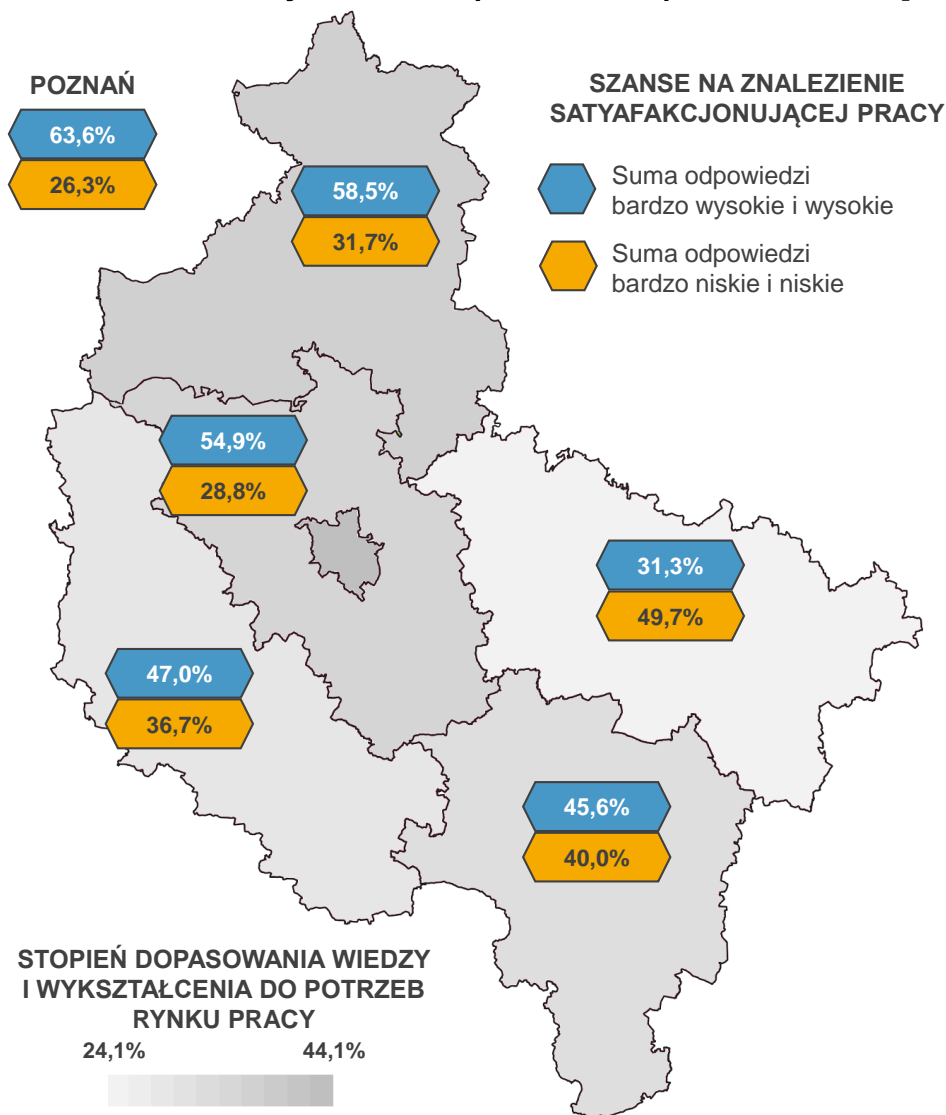 POZNAŃ
63,6%
26,3%
SZANSE NA ZNALEZIENIE
SATYAFAKCJONUJĄCEJ PRACY
Suma odpowiedzi
bardzo wysokie i wysokie
Suma odpowiedzi
bardzo niskie i niskie
58,5%
31,7%
54,9%
28,8%
31,3%
49,7%
47,0%
36,7%
45,6%
40,0%
STOPIEŃ DOPASOWANIA WIEDZY
I WYKSZTAŁCENIA DO POTRZEB
RYNKU PRACY
24,1% 44,1%